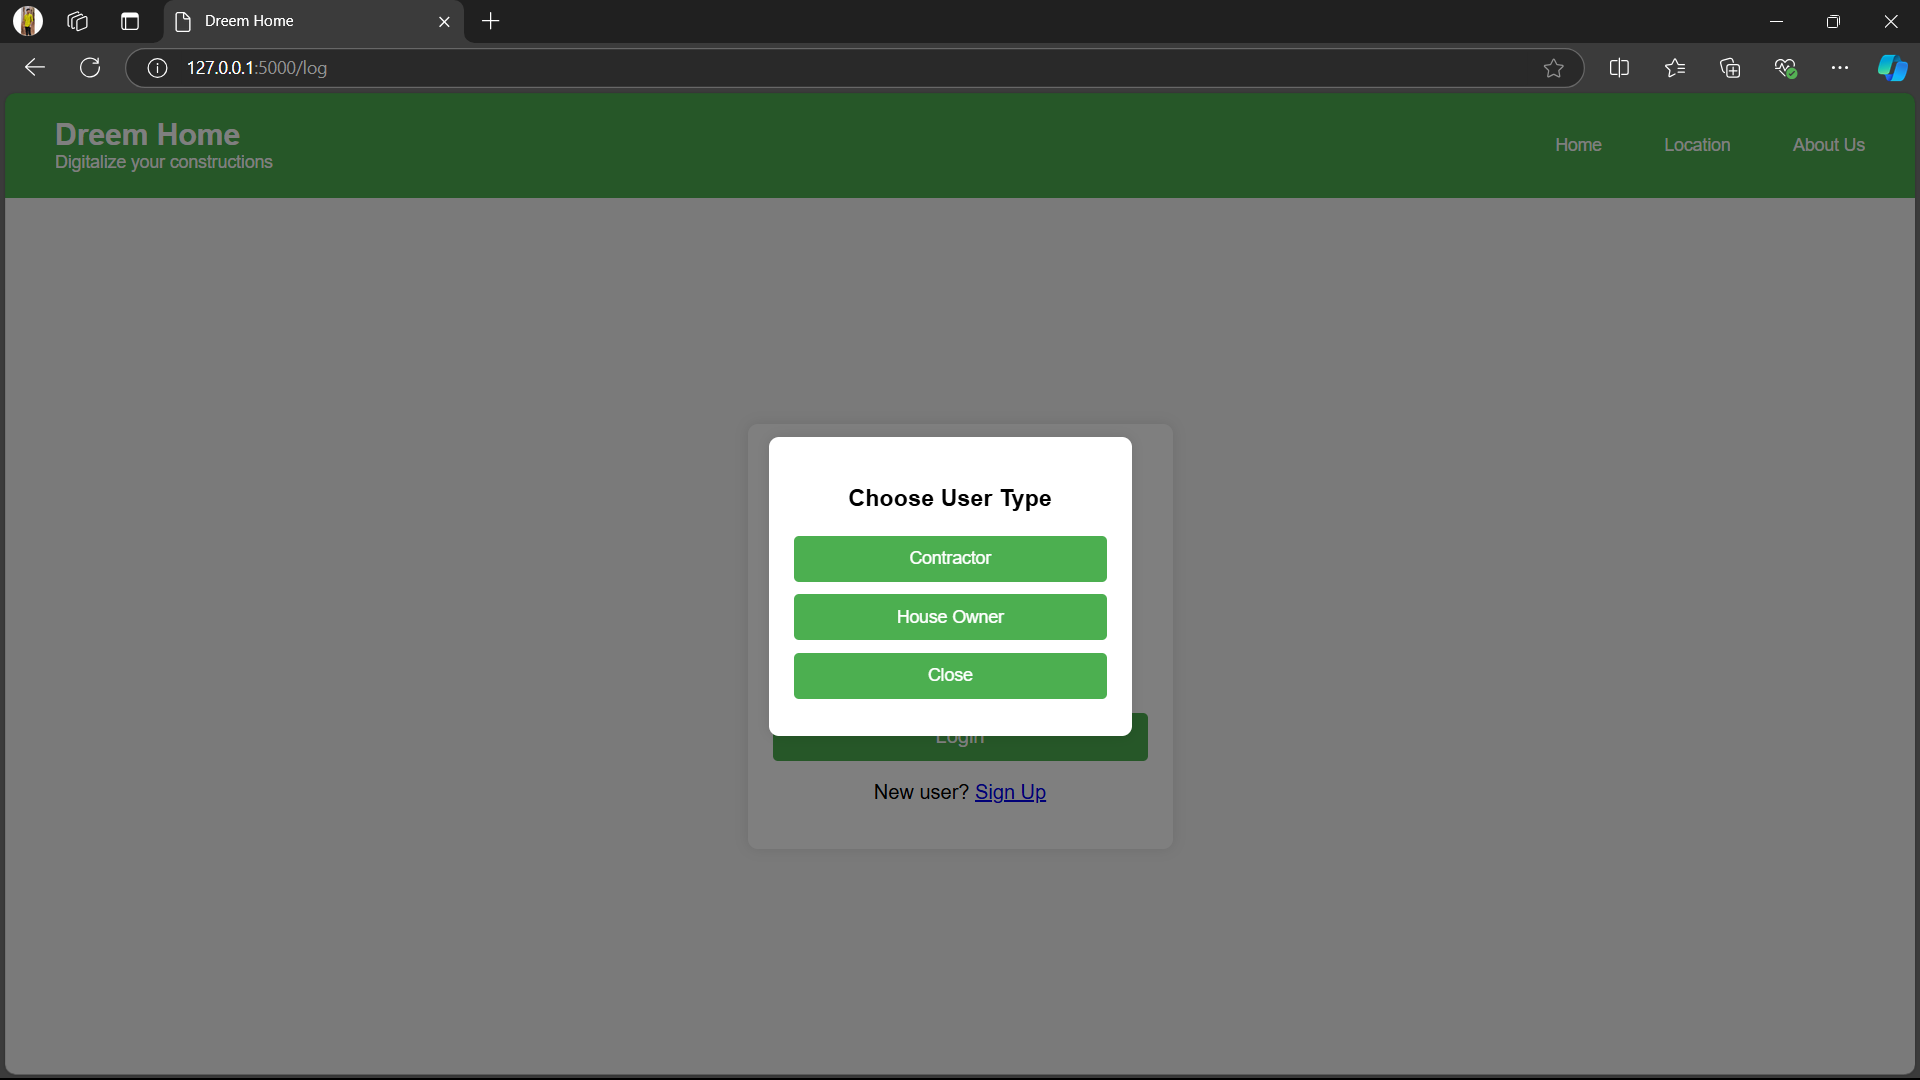 Dreem Home
127.0.0.1:5000/log
Dreem Home
Digitalize your constructions
Home
Location
About Us
Choose User Type
Contractor
House Owner
Close
Login
New user? Sign Up